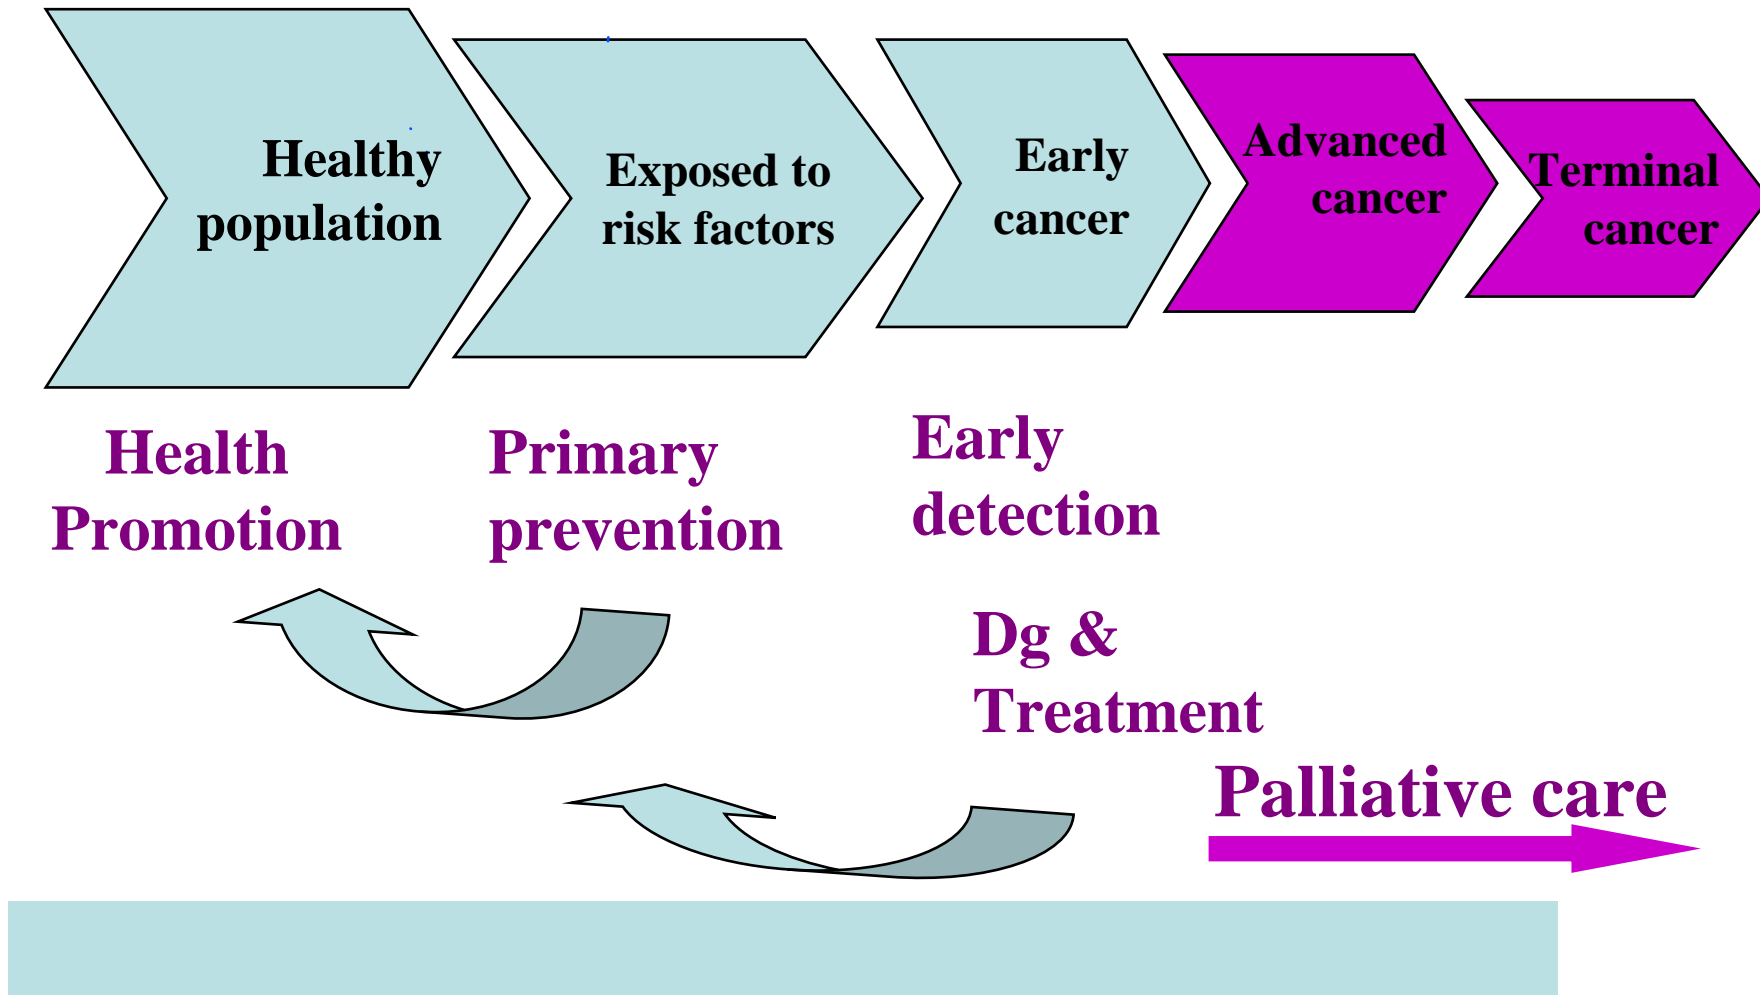 Healthy
population
Exposed to
risk factors
Early
cancer
Advanced
cancer
Terminal
cancer
Health
Promotion
Primary
prevention
Early
detection
Dg &
Treatment
Palliative care